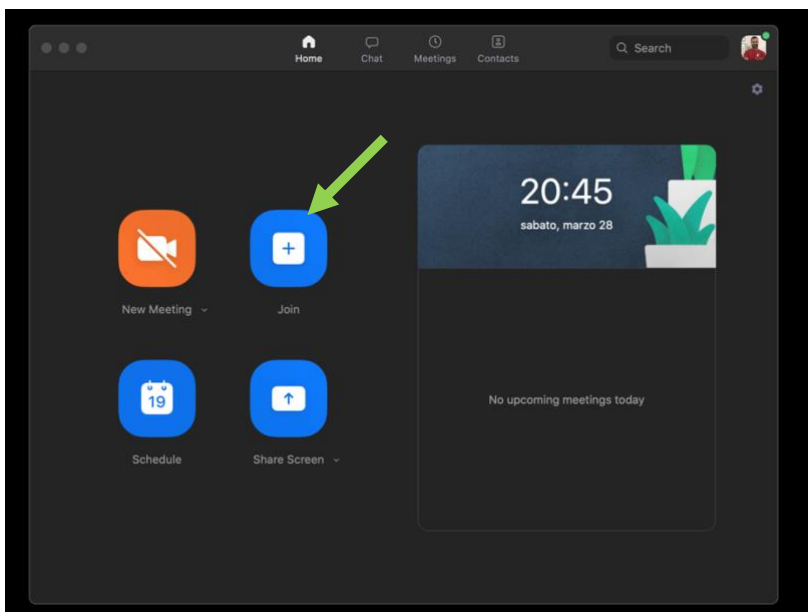 Home
Chat
Meetings
Contacts
Search
20:45
sabato, marzo 28
New Meeting
Join
19
Schedule
Share Screen
No upcoming meetings today